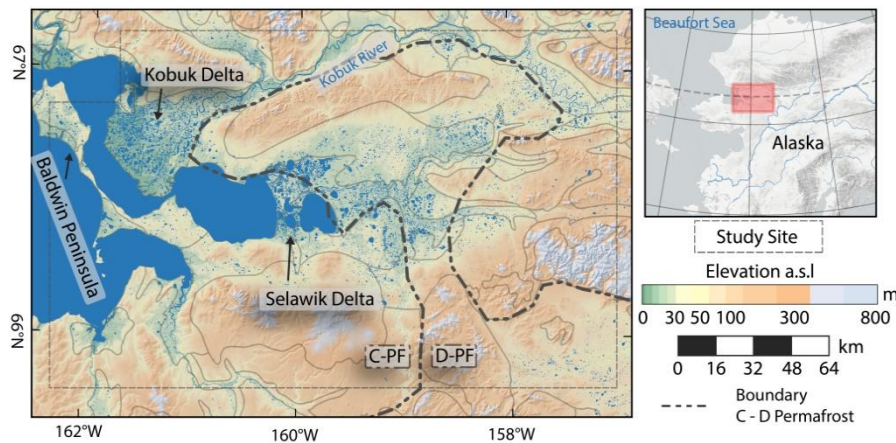 67°N
66°N
Kobuk Delta
Kobuk River
Baldwin Peninsula
Selawik Delta
C-PF
D-PF
162°W
160°W
158°W
Beaufort Sea
Alaska
Study Site
Elevation a.s.l
m
0 30 50 100 300 800
km
0 16 32 48 64
Boundary
C - D Permafrost